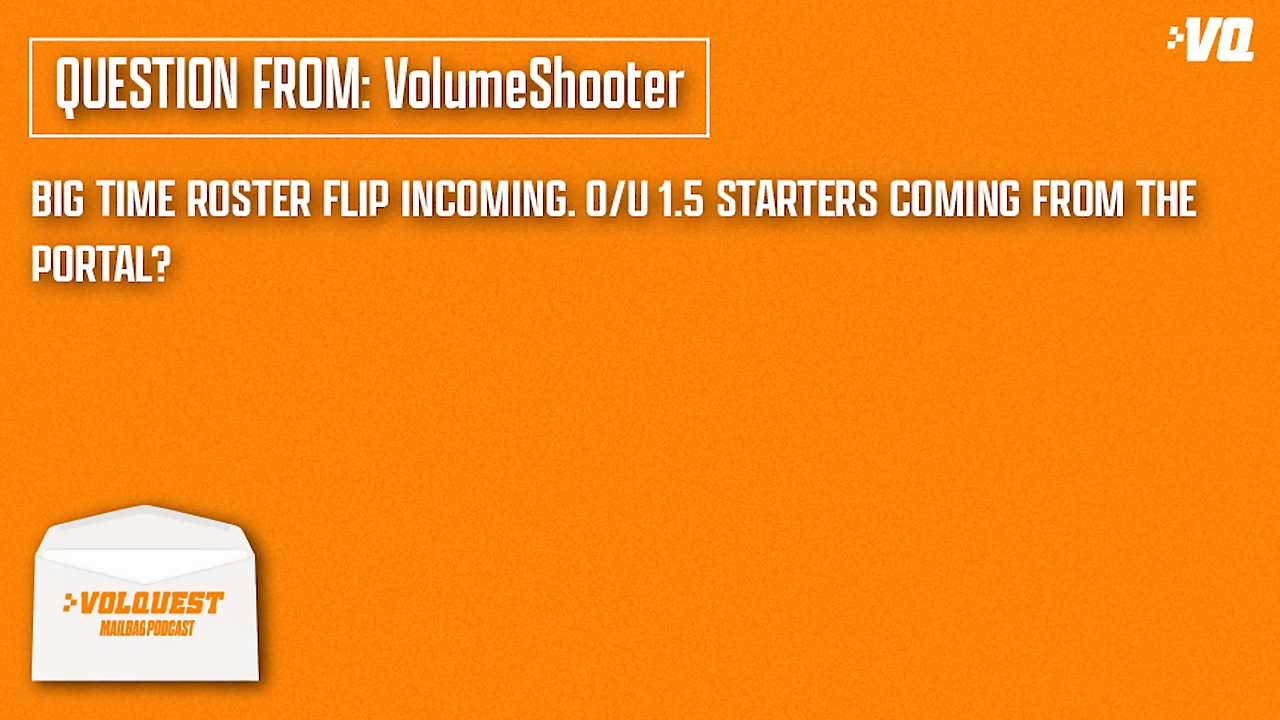 VQ
QUESTION FROM: VolumeShooter
BIG TIME ROSTER FLIP INCOMING. O/U 1.5 STARTERS COMING FROM THE
PORTAL?
VOLQUEST
MAILBAG PODCAST